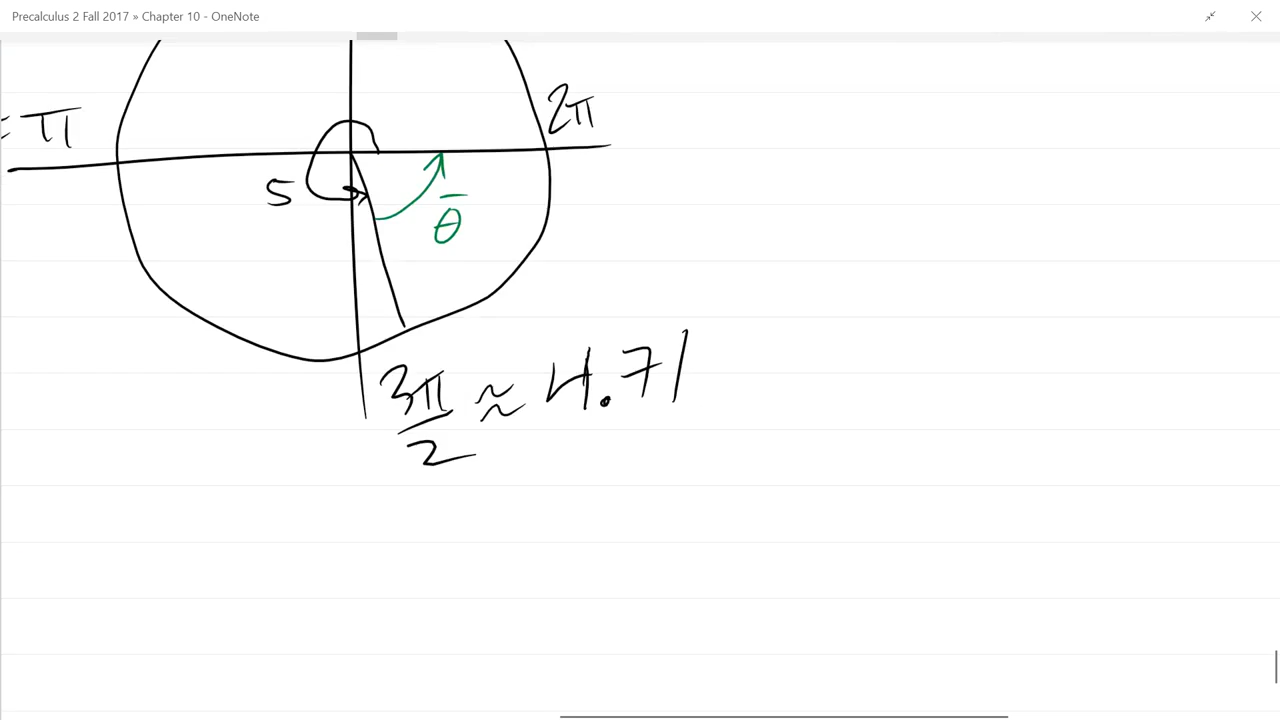 Precalculus 2 Fall 2017 » Chapter 10 - OneNote
2π
= π
5
θ̅
3π/2 ≈ 4.71